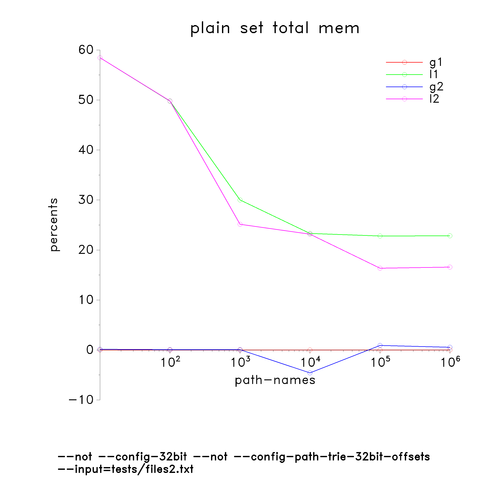 plain set total mem
60
50
40
30
20
10
0
-10
percents
g1
l1
g2
l2
10² 10³ 10⁴ 10⁵ 10⁶
path-names
--not --config-32bit --not --config-path-trie-32bit-offsets
--input=tests/files2.txt